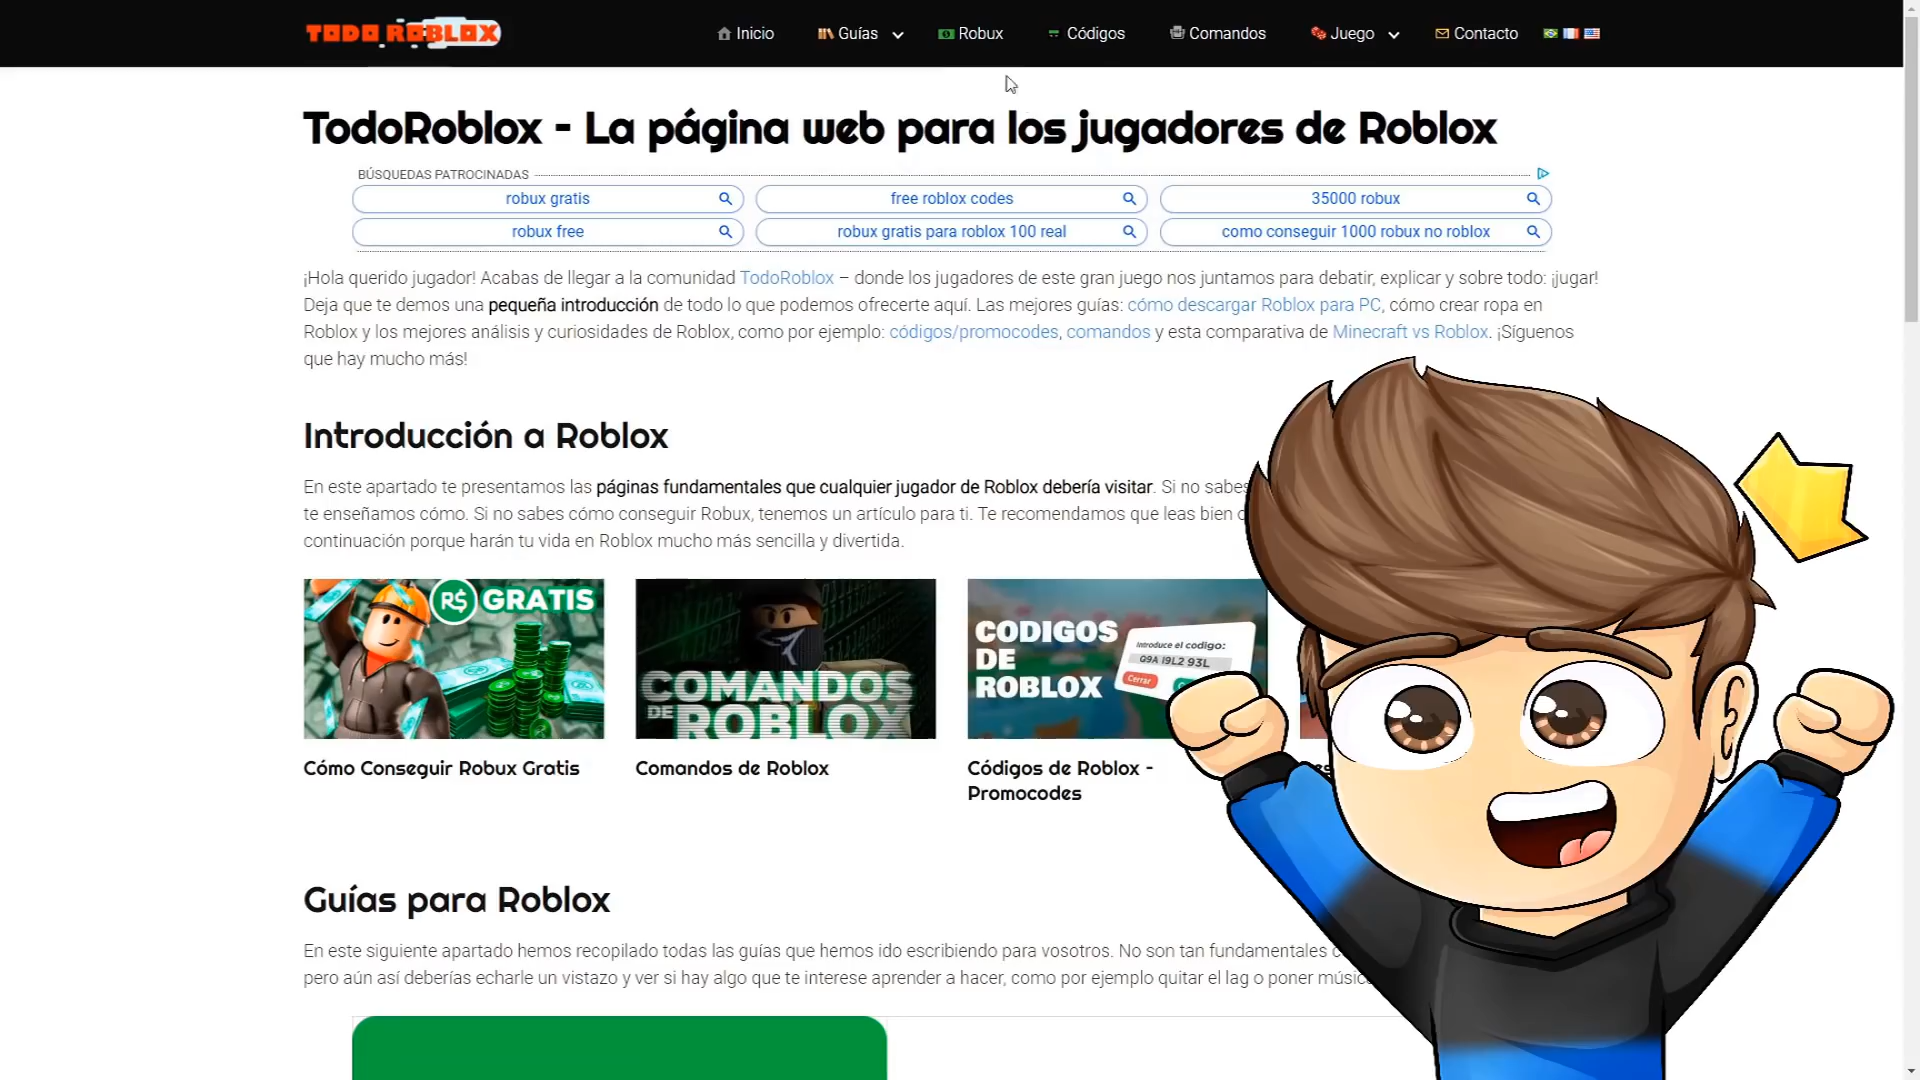 TODO ROBLOX
Inicio
Guías
Robux
Códigos
Comandos
Juego
Contacto
TodoRoblox - La página web para los jugadores de Roblox
BÚSQUEDAS PATROCINADAS
robux gratis
free roblox codes
35000 robux
robux free
robux gratis para roblox 100 real
como conseguir 1000 robux no roblox
¡Hola querido jugador! Acabas de llegar a la comunidad TodoRoblox – donde los jugadores de este gran juego nos juntamos para debatir, explicar y sobre todo: ¡jugar!
Deja que te demos una pequeña introducción de todo lo que podemos ofrecerte aquí. Las mejores guías: cómo descargar Roblox para PC, cómo crear ropa en
Roblox y los mejores análisis y curiosidades de Roblox, como por ejemplo: códigos/promocodes, comandos y esta comparativa de Minecraft vs Roblox. ¡Síguenos
que hay mucho más!
Introducción a Roblox
En este apartado te presentamos las páginas fundamentales que cualquier jugador de Roblox debería visitar. Si no sabes
te enseñamos cómo. Si no sabes cómo conseguir Robux, tenemos un artículo para ti. Te recomendamos que leas bien
continuación porque harán tu vida en Roblox mucho más sencilla y divertida.
R$ GRATIS
COMANDOS
DE ROBLOX
CODIGOS
DE
ROBLOX
Introduce el codigo:
G9A I9L2 93L
Cerrar
Cómo Conseguir Robux Gratis
Comandos de Roblox
Códigos de Roblox -
Promocodes
Guías para Roblox
En este siguiente apartado hemos recopilado todas las guías que hemos ido escribiendo para vosotros. No son tan fundamentales
pero aún así deberías echarle un vistazo y ver si hay algo que te interese aprender a hacer, como por ejemplo quitar el lag o poner música